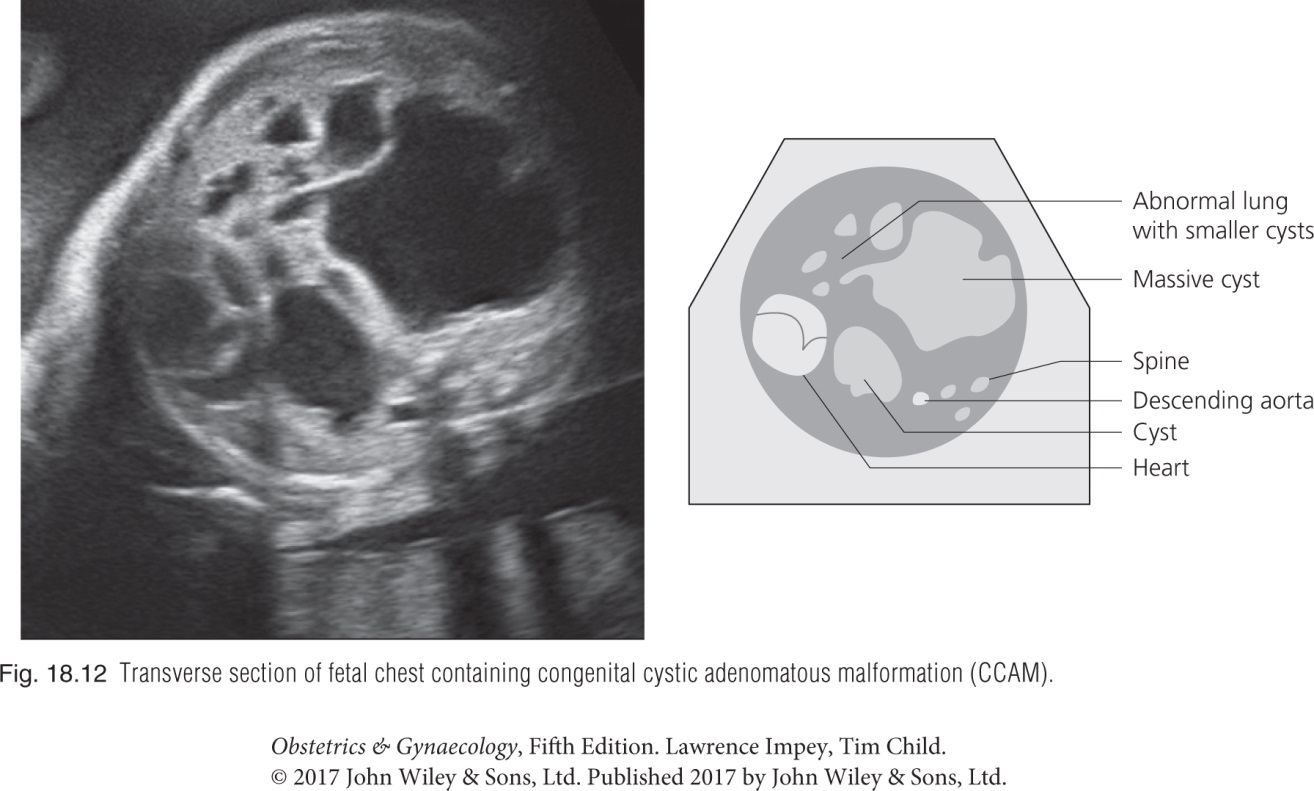 Abnormal lung
with smaller cysts
Massive cyst
Spine
Descending aorta
Cyst
Heart
Fig. 18.12 Transverse section of fetal chest containing congenital cystic adenomatous malformation (CCAM).
Obstetrics & Gynaecology, Fifth Edition. Lawrence Impey, Tim Child.
© 2017 John Wiley & Sons, Ltd. Published 2017 by John Wiley & Sons, Ltd.